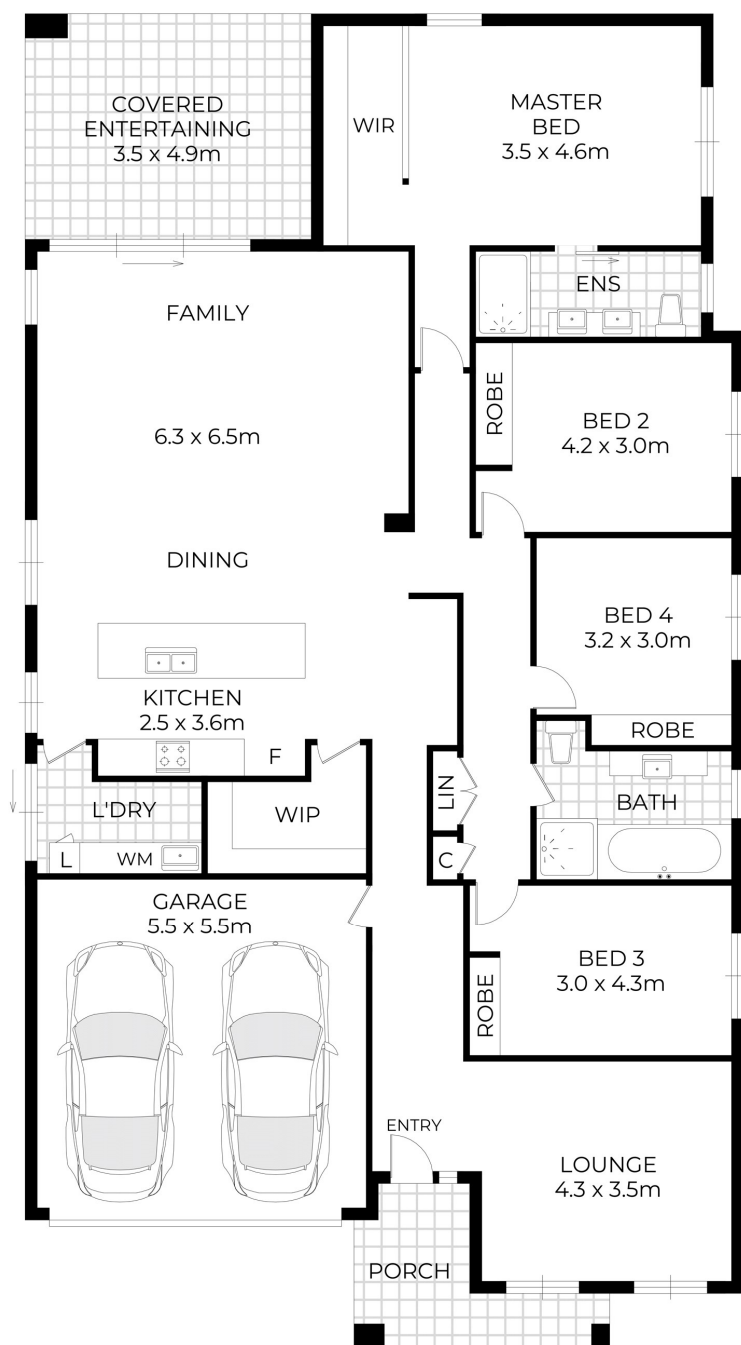 COVERED
ENTERTAINING
3.5 x 4.9m
WIR
MASTER
BED
3.5 x 4.6m
ENS
FAMILY
6.3 x 6.5m
ROBE
BED 2
4.2 x 3.0m
DINING
BED 4
3.2 x 3.0m
ROBE
KITCHEN
2.5 x 3.6m
F
L'DRY
WIP
LIN
BATH
L
WM
C
GARAGE
5.5 x 5.5m
BED 3
3.0 x 4.3m
ROBE
ENTRY
LOUNGE
4.3 x 3.5m
PORCH